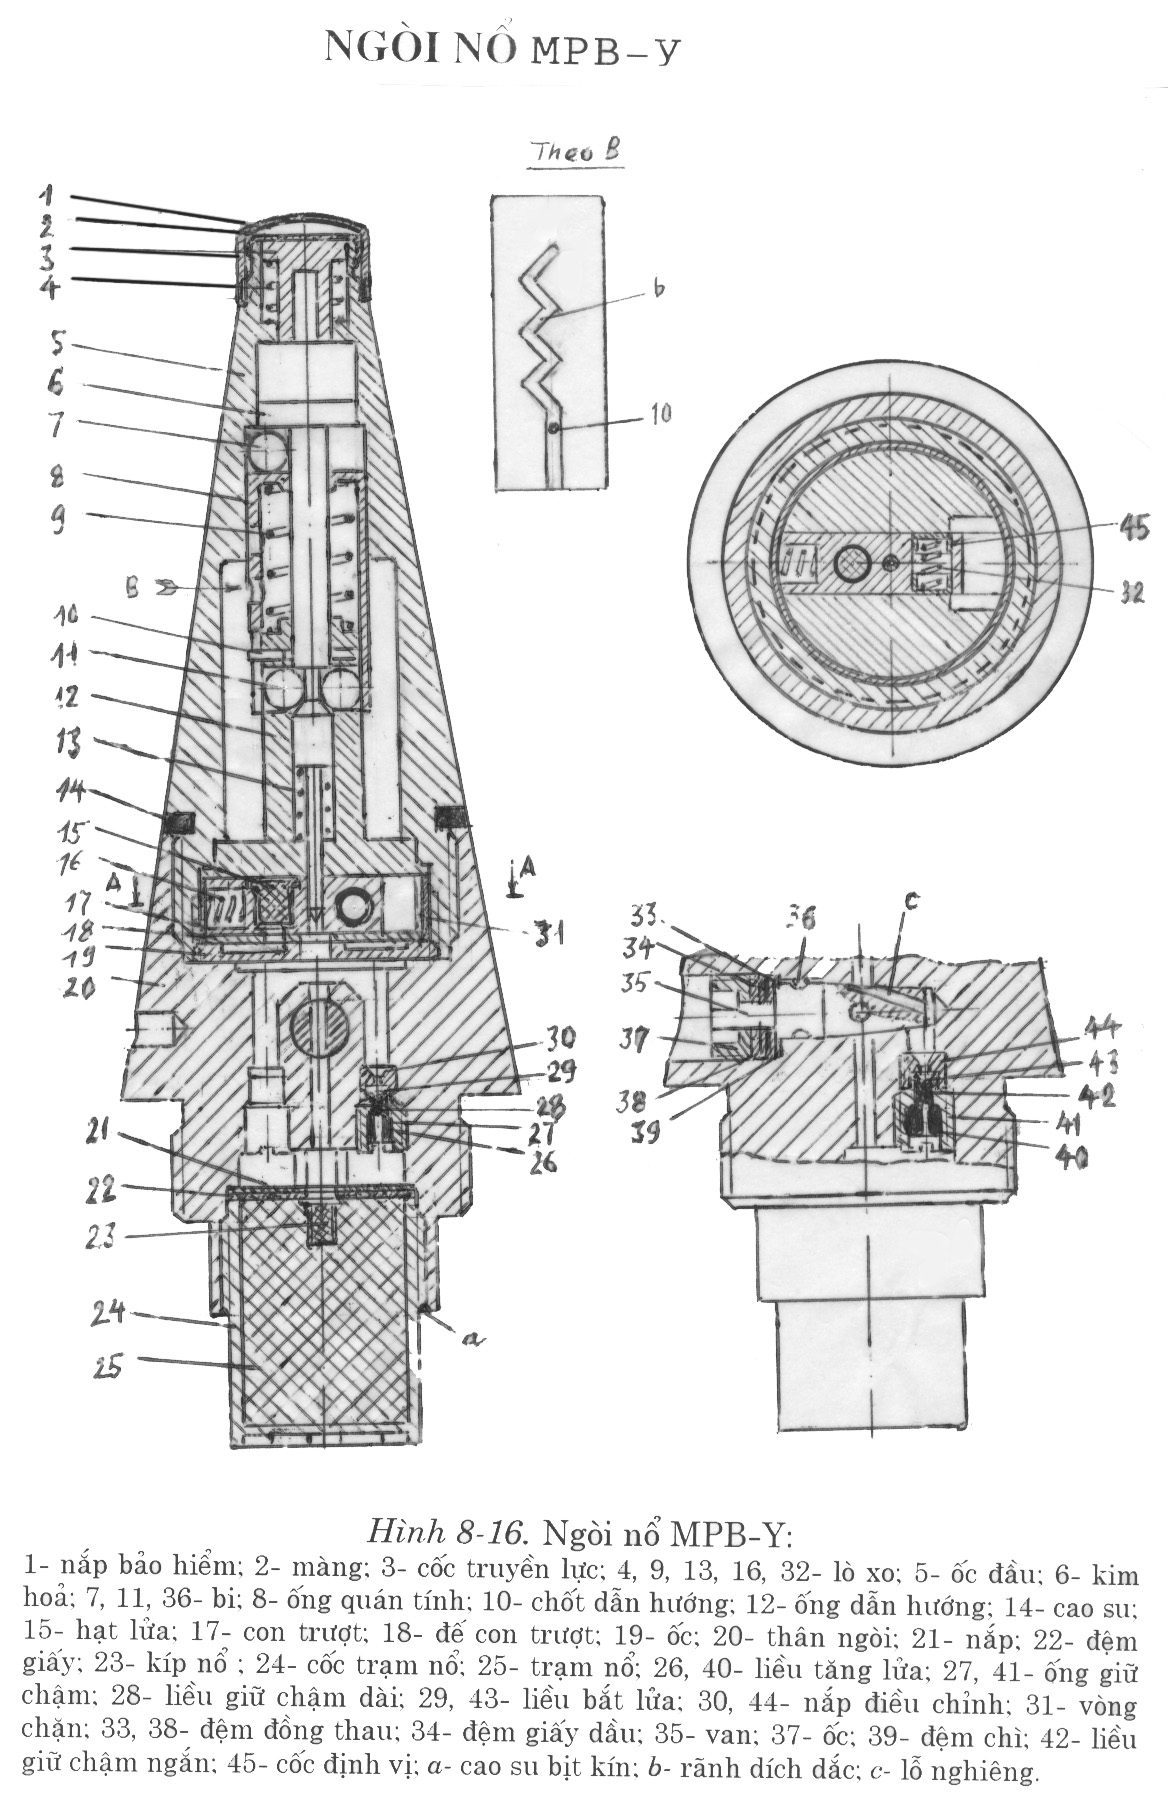 NGÒI NỔ MPB-У
Theo B
1
2
3
4
5
6
7
8
9
B
10
11
12
13
14
15
16
A
17
18
19
20
A
31
30
29
28
27
26
21
22
23
24
25
a
b
10
45
32
33
34
35
36
c
37
38
39
44
43
42
41
40
Hình 8-16. Ngòi nổ MPB-Y:
1- nắp bảo hiểm; 2- màng; 3- cốc truyền lực; 4, 9, 13, 16, 32- lò xo; 5- ốc đầu; 6- kim
hoả; 7, 11, 36- bi; 8- ống quán tính; 10- chốt dẫn hướng; 12- ống dẫn hướng; 14- cao su;
15- hạt lửa; 17- con trượt; 18- đế con trượt; 19- ốc; 20- thân ngòi; 21- nắp; 22- đệm
giấy; 23- kíp nổ ; 24- cốc trạm nổ; 25- trạm nổ; 26, 40- liều tăng lửa; 27, 41- ống giữ
chậm; 28- liều giữ chậm dài; 29, 43- liều bắt lửa; 30, 44- nắp điều chỉnh; 31- vòng
chặn; 33, 38- đệm đồng thau; 34- đệm giấy dầu; 35- van; 37- ốc; 39- đệm chì; 42- liều
giữ chậm ngắn; 45- cốc định vị; a- cao su bịt kín; b- rãnh dích dắc; c- lỗ nghiêng.